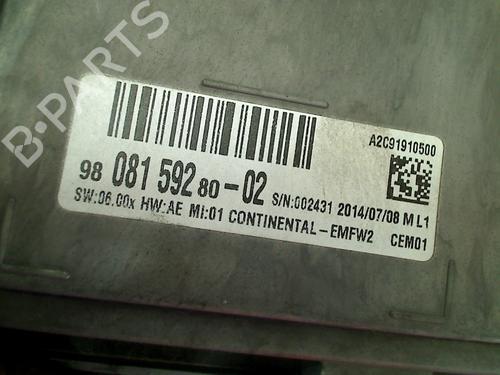 B-PARTS
A2C91910500
98 081 592 80-02 S/N:002431 2014/07/08 M L1
SW:06.00x HW:AE MI:01 CONTINENTAL-EMFW2 CEM01